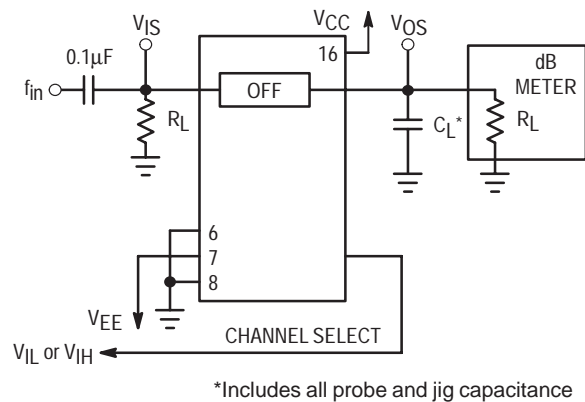 VCC
VIS
VOS
16
0.1μF
dB
METER
fin
OFF
RL
CL*
RL
6
7
8
VEE
CHANNEL SELECT
VIL or VIH
*Includes all probe and jig capacitance